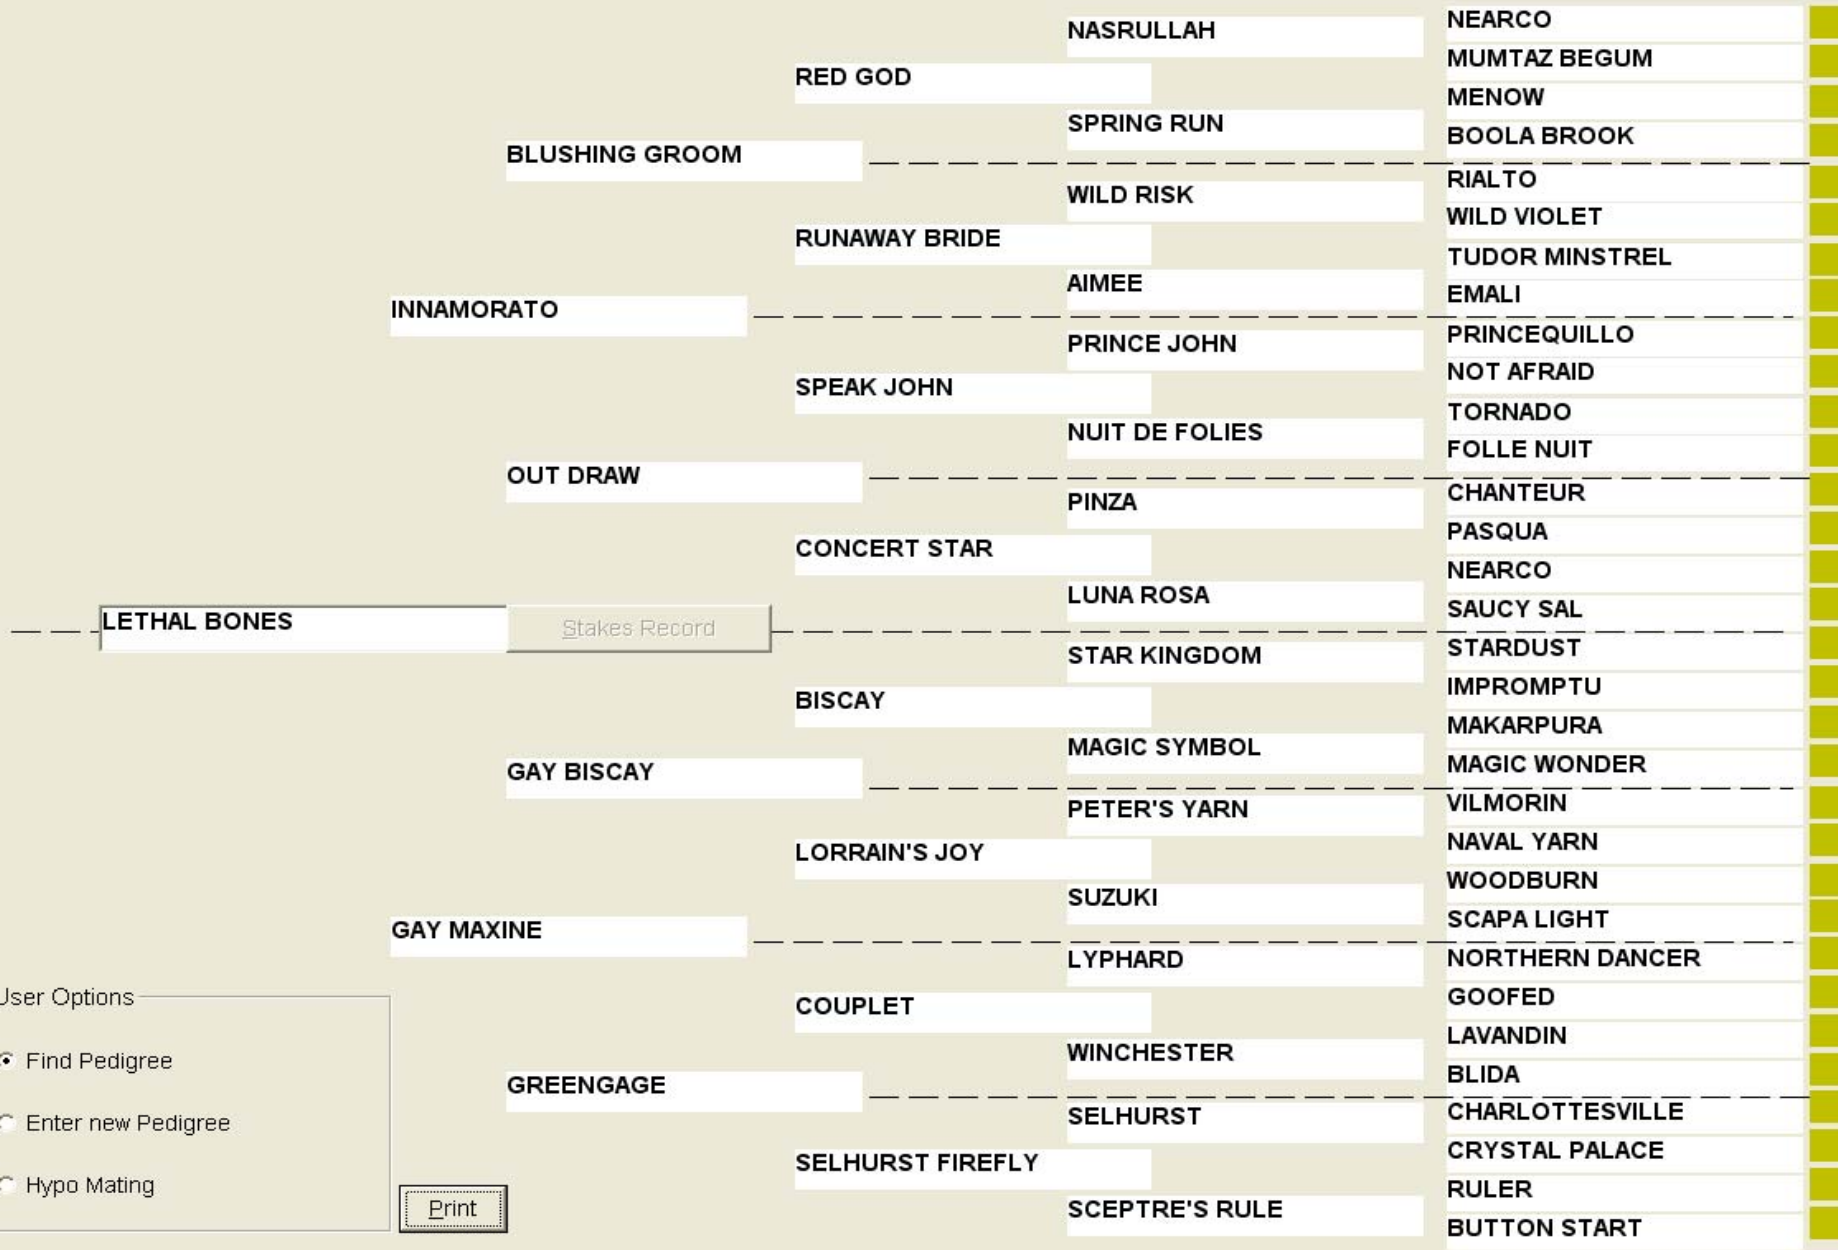 NEARCO
NASRULLAH
MUMTAZ BEGUM
RED GOD
MENOW
SPRING RUN
BOOLA BROOK
BLUSHING GROOM
RIALTO
WILD RISK
WILD VIOLET
RUNAWAY BRIDE
TUDOR MINSTREL
AIMEE
EMALI
INNAMORATO
PRINCEQUILLO
PRINCE JOHN
NOT AFRAID
SPEAK JOHN
TORNADO
NUIT DE FOLIES
FOLLE NUIT
OUT DRAW
CHANTEUR
PINZA
PASQUA
CONCERT STAR
NEARCO
LUNA ROSA
SAUCY SAL
LETHAL BONES
Stakes Record
STARDUST
STAR KINGDOM
IMPROMPTU
BISCAY
MAKARPURA
MAGIC SYMBOL
MAGIC WONDER
GAY BISCAY
VILMORIN
PETER'S YARN
NAVAL YARN
LORRAIN'S JOY
WOODBURN
SUZUKI
SCAPA LIGHT
GAY MAXINE
NORTHERN DANCER
LYPHARD
GOOFED
COUPLET
LAVANDIN
WINCHESTER
BLIDA
GREENGAGE
CHARLOTTESVILLE
SELHURST
CRYSTAL PALACE
SELHURST FIREFLY
RULER
SCEPTRE'S RULE
BUTTON START
User Options
Find Pedigree
Enter new Pedigree
Hypo Mating
Print